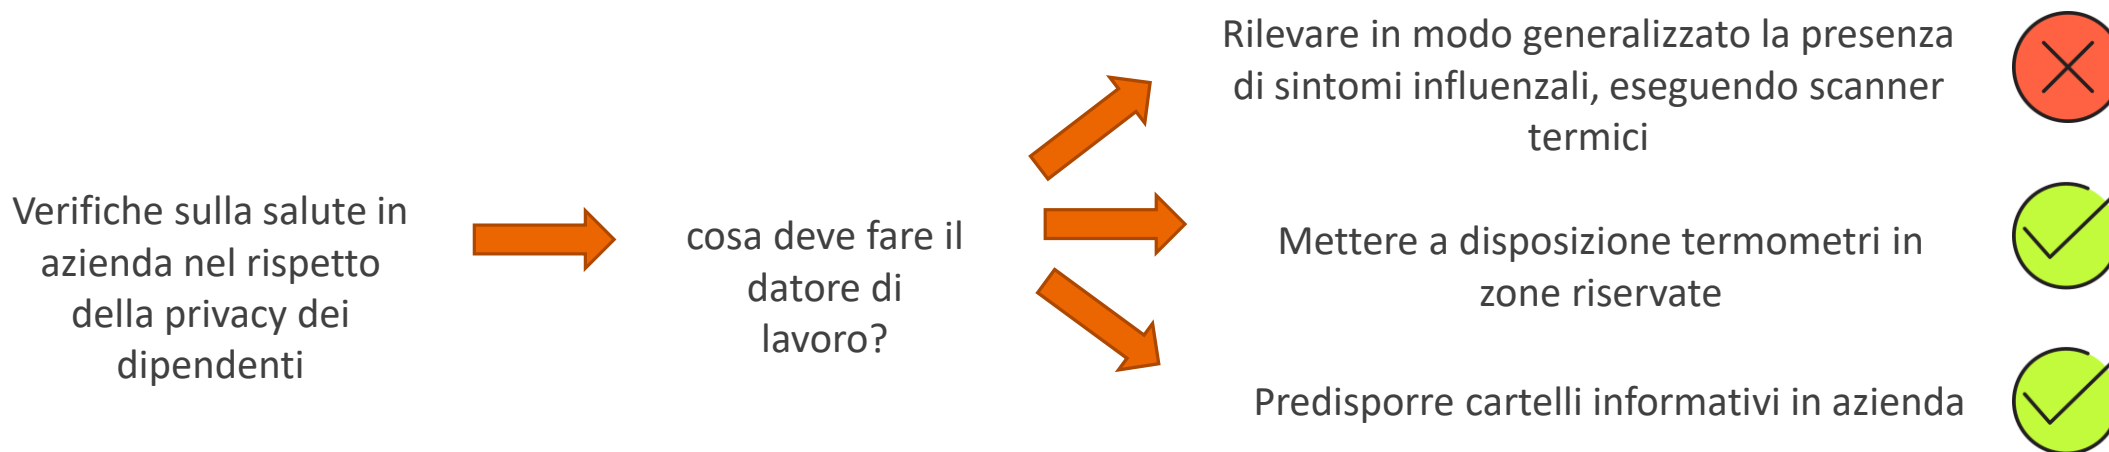 Verifiche sulla salute in
azienda nel rispetto
della privacy dei
dipendenti
cosa deve fare il
datore di
lavoro?
Rilevare in modo generalizzato la presenza
di sintomi influenzali, eseguendo scanner
termici
Mettere a disposizione termometri in
zone riservate
Predisporre cartelli informativi in azienda